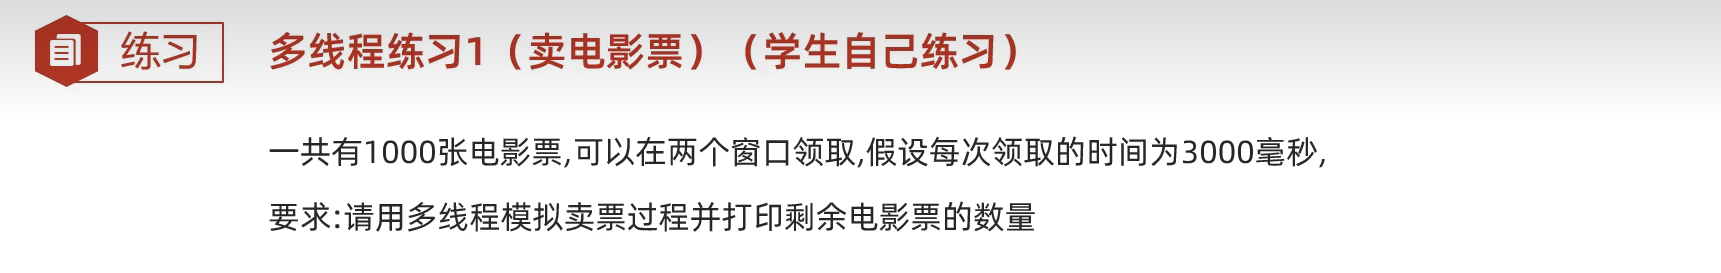 练习
多线程练习1（卖电影票）（学生自己练习）
一共有1000张电影票,可以在两个窗口领取,假设每次领取的时间为3000毫秒,
要求:请用多线程模拟卖票过程并打印剩余电影票的数量